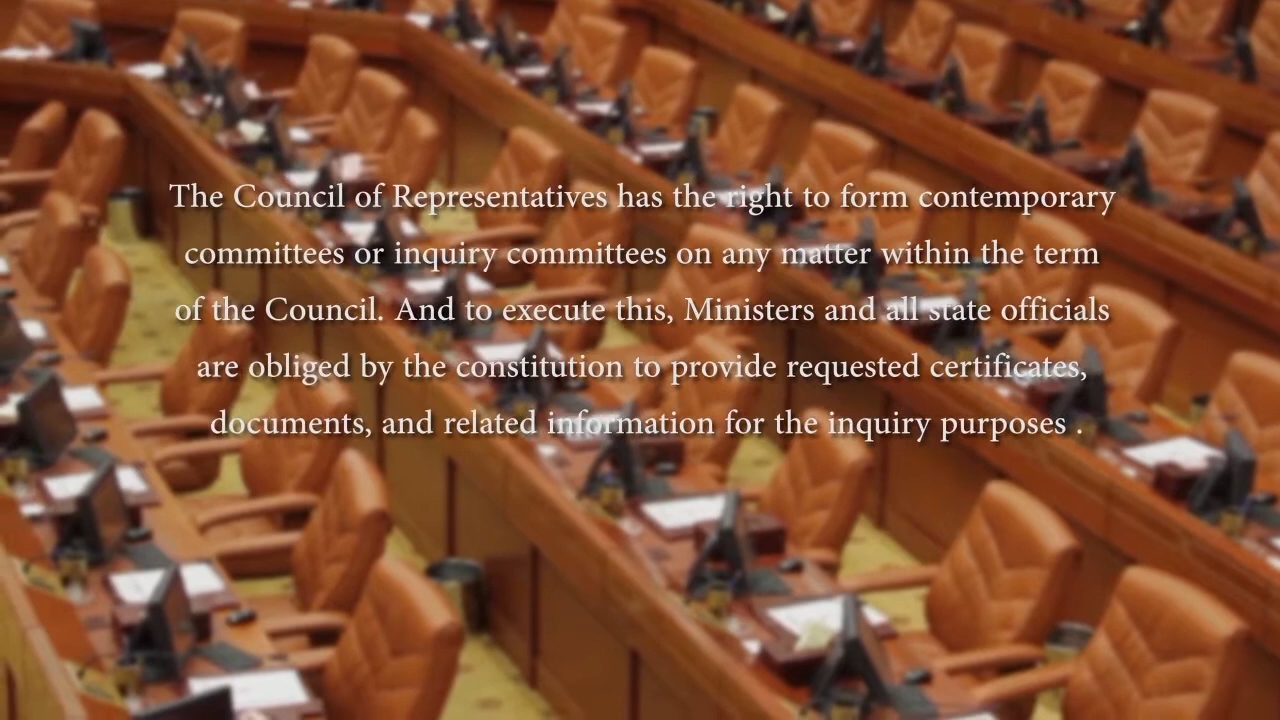 The Council of Representatives has the right to form contemporary
committees or inquiry committees on any matter within the term
of the Council. And to execute this, Ministers and all state officials
are obliged by the constitution to provide requested certificates,
documents, and related information for the inquiry purposes .